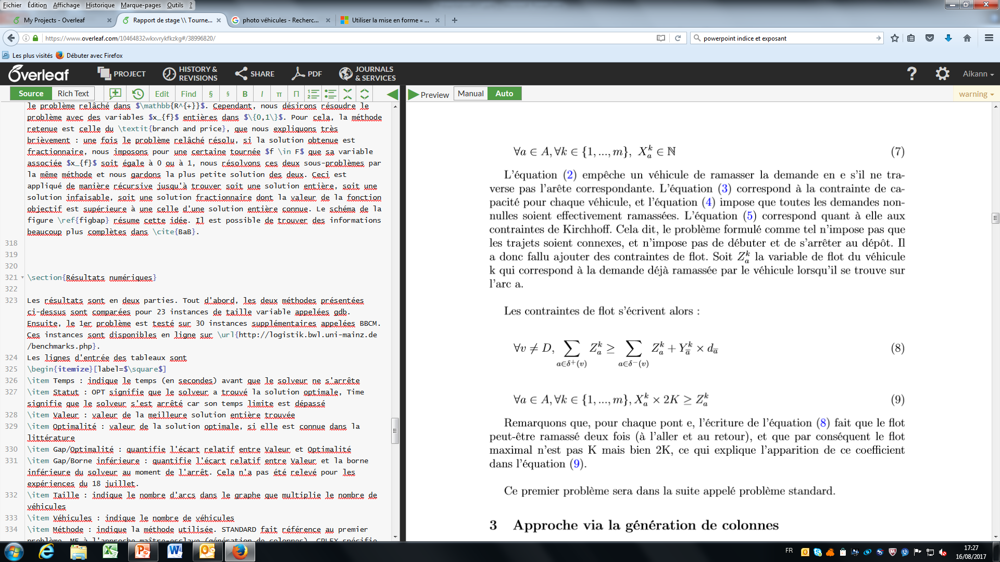 Fichier Édition Affichage Historique Marque-pages Outils ?
My Projects - Overleaf
Rapport de stage \\ Tourne...
photo véhicules - Recherc...
Utiliser la mise en forme « ...
https://www.overleaf.com/10464832wkxvrykfkzkg#/38996820/
powerpoint indice et exposant
Les plus visités Débuter avec Firefox
Overleaf PROJECT HISTORY & REVISIONS SHARE PDF JOURNALS & SERVICES ? Aikann
Source Rich Text Edit Find § § B I π Π Preview Manual Auto warning
le problème relâché dans $\mathbb{R^{+}}$. Cependant, nous désirons résoudre le
problème avec des variables $x_{f}$ entières dans $\{0,1\}$. Pour cela, la méthode
retenue est celle du \textit{branch and price}, que nous expliquons très
brièvement : une fois le problème relâché résolu, si la solution obtenue est
fractionnaire, nous imposons pour une certaine tournée $f \in F$ que sa variable
associée $x_{f}$ soit égale à 0 ou à 1, nous résolvons ces deux sous-problèmes par
la même méthode et nous gardons la plus petite solution des deux. Ceci est
appliqué de manière récursive jusqu'à trouver soit une solution entière, soit une
solution infaisable, soit une solution fractionnaire dont la valeur de la fonction
objectif est supérieure à une celle d'une solution entière connue. Le schéma de la
figure \ref{figbap} résume cette idée. Il est possible de trouver des informations
beaucoup plus complètes dans \cite{BaB}.
318
319
320
321 \section{Résultats numériques}
322
323 Les résultats sont en deux parties. Tout d'abord, les deux méthodes présentées
ci-dessus sont comparées pour 23 instances de taille variable appelées gdb.
Ensuite, le 1er problème est testé sur 30 instances supplémentaires appelées BBCM.
Ces instances sont disponibles en ligne sur \url{http://logistik.bwl.uni-mainz.de
/benchmarks.php}.
324 Les lignes d'entrée des tableaux sont
325 \begin{itemize}[label=$\square$]
326 \item Temps : indique le temps (en secondes) avant que le solveur ne s'arrête
327 \item Statut : OPT signifie que le solveur a trouvé la solution optimale, Time
signifie que le solveur s'est arrêté car son temps limite est dépassé
328 \item Valeur : valeur de la meilleure solution entière trouvée
329 \item Optimalité : valeur de la solution optimale, si elle est connue dans la
littérature
330 \item Gap/Optimalité : quantifie l'écart relatif entre Valeur et Optimalité
331 \item Gap/Borne inférieure : quantifie l'écart relatif entre Valeur et la borne
inférieure du solveur au moment de l'arrêt. Cela n'a pas été relevé pour les
expériences du 18 juillet.
332 \item Taille : indique le nombre d'arcs dans le graphe que multiplie le nombre de
véhicules
333 \item Véhicules : indique le nombre de véhicules
334 \item Méthode : indique la méthode utilisée. STANDARD fait référence au premier
problème, ME à l'approche maître-esclave (génération de colonnes). CPLEX spécifie
∀a ∈ A, ∀k ∈ {1, ..., m}, X_a^k ∈ ℕ (7)
L'équation (2) empêche un véhicule de ramasser la demande en e s'il ne tra-
verse pas l'arête correspondante. L'équation (3) correspond à la contrainte de ca-
pacité pour chaque véhicule, et l'équation (4) impose que toutes les demandes non-
nulles soient effectivement ramassées. L'équation (5) correspond quant à elle aux
contraintes de Kirchhoff. Cela dit, le problème formulé comme tel n'impose pas que
les trajets soient connexes, et n'impose pas de débuter et de s'arrêter au dépôt. Il
a donc fallu ajouter des contraintes de flot. Soit Z_a^k la variable de flot du véhicule
k qui correspond à la demande déjà ramassée par le véhicule lorsqu'il se trouve sur
l'arc a.
Les contraintes de flot s'écrivent alors :
∀v ≠ D, ∑_{a∈δ⁺(v)} Z_a^k ≥ ∑_{a∈δ⁻(v)} Z_a^k + Y_a̅^k × d_a̅ (8)
∀a ∈ A, ∀k ∈ {1, ..., m}, X_a^k × 2K ≥ Z_a^k (9)
Remarquons que, pour chaque pont e, l'écriture de l'équation (8) fait que le flot
peut-être ramassé deux fois (à l'aller et au retour), et que par conséquent le flot
maximal n'est pas K mais bien 2K, ce qui explique l'apparition de ce coefficient
dans l'équation (9).
Ce premier problème sera dans la suite appelé problème standard.
3 Approche via la génération de colonnes
FR 17:27
16/08/2017